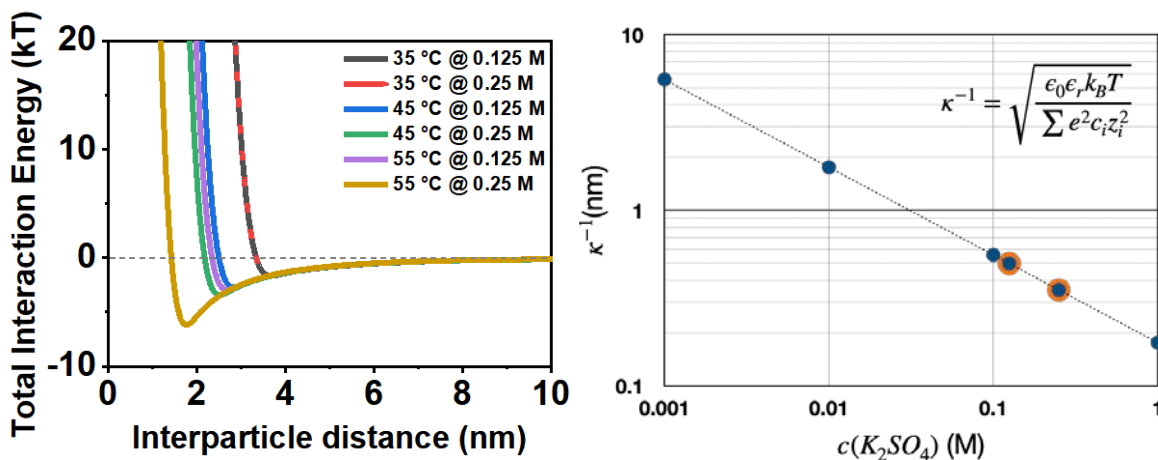 Total Interaction Energy (kT)
20
10
0
-10
35 °C @ 0.125 M
35 °C @ 0.25 M
45 °C @ 0.125 M
45 °C @ 0.25 M
55 °C @ 0.125 M
55 °C @ 0.25 M
0 2 4 6 8 10
Interparticle distance (nm)
κ⁻¹(nm)
10
1
0.1
κ⁻¹ = √(ϵ₀ϵᵣk_BT / ∑ e²cᵢzᵢ²)
0.001 0.01 0.1 1
c(K₂SO₄) (M)